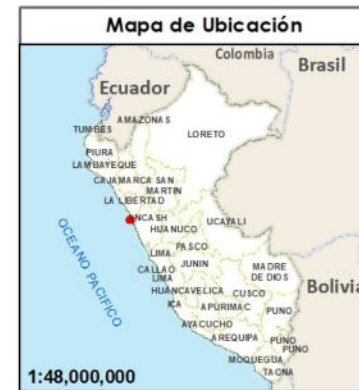 Mapa de Ubicación
Colombia
Brasil
Ecuador
AMAZONAS
TUMBES
LORETO
PIURA
LAMBAYEQUE
CAJAMARCA SAN
MARTIN
LA LIBERTAD
ANCASH
UCAYALI
HUANUCO
PASCO
LIMA
JUNIN
MADRE
DE DIOS
CALLAO
LIMA
Bolivia
HUANCAVELICA
CUSCO
ICA
APURIMAC
PUNO
AYACUCHO
AREQUIPA
PUNO
PUNO
MOQUEGUA
TACNA
OCEANO PACIFICO
1:48,000,000